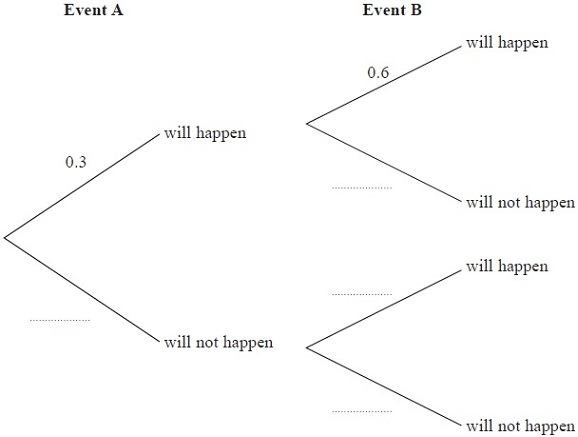 Event A
Event B
will happen
0.6
will happen
0.3
will not happen
will happen
will not happen
will not happen